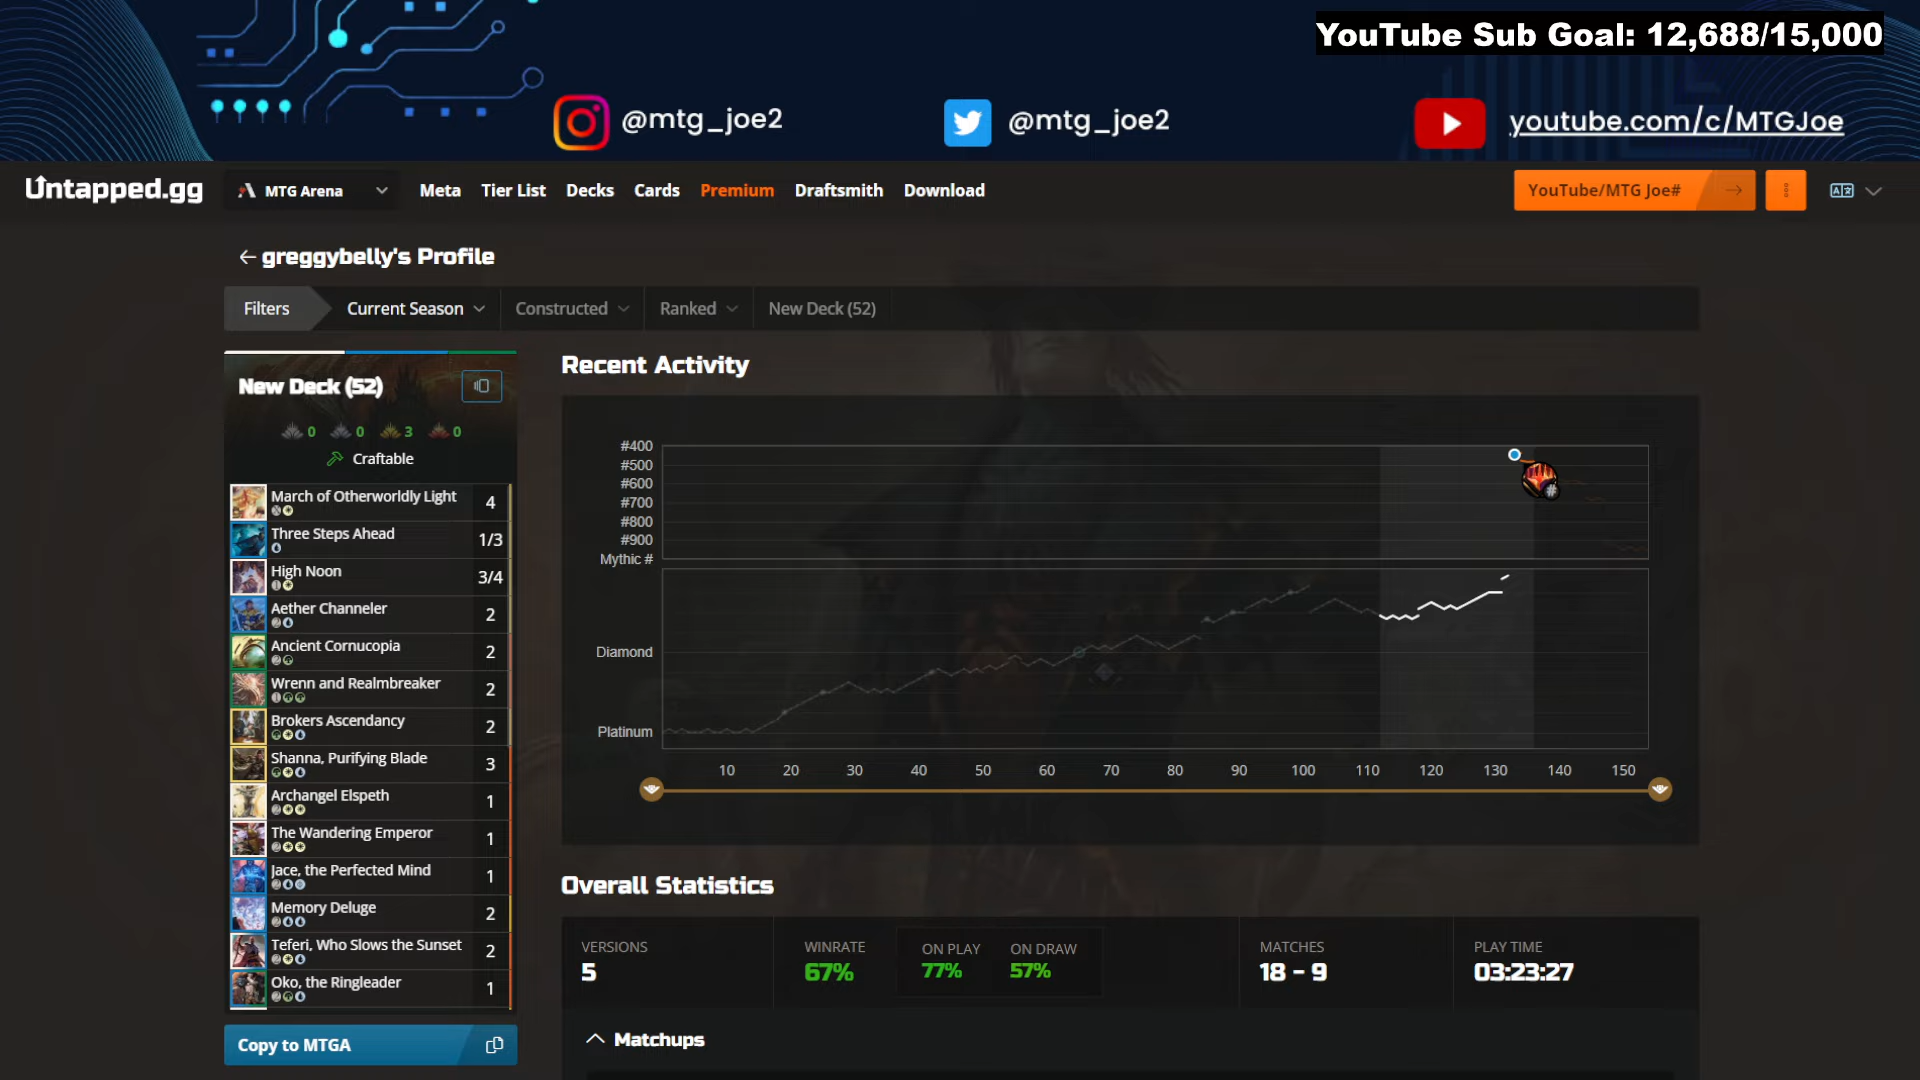 YouTube Sub Goal: 12,688/15,000
@mtg_joe2
@mtg_joe2
youtube.com/c/MTGJoe
Untapped.gg
MTG Arena
Meta
Tier List
Decks
Cards
Premium
Draftsmith
Download
YouTube/MTG Joe#
greggybelly's Profile
Filters
Current Season
Constructed
Ranked
New Deck (52)
New Deck (52)
0
0
3
0
Craftable
March of Otherworldly Light
4
Three Steps Ahead
1/3
High Noon
3/4
Aether Channeler
2
Ancient Cornucopia
2
Wrenn and Realmbreaker
2
Brokers Ascendancy
2
Shanna, Purifying Blade
3
Archangel Elspeth
1
The Wandering Emperor
1
Jace, the Perfected Mind
1
Memory Deluge
2
Teferi, Who Slows the Sunset
2
Oko, the Ringleader
1
Copy to MTGA
Recent Activity
#400
#500
#600
#700
#800
#900
Mythic #
#
Diamond
Platinum
10 20 30 40 50 60 70 80 90 100 110 120 130 140 150
Overall Statistics
VERSIONS
5
WINRATE
67%
ON PLAY
77%
ON DRAW
57%
MATCHES
18 - 9
PLAY TIME
03:23:27
Matchups